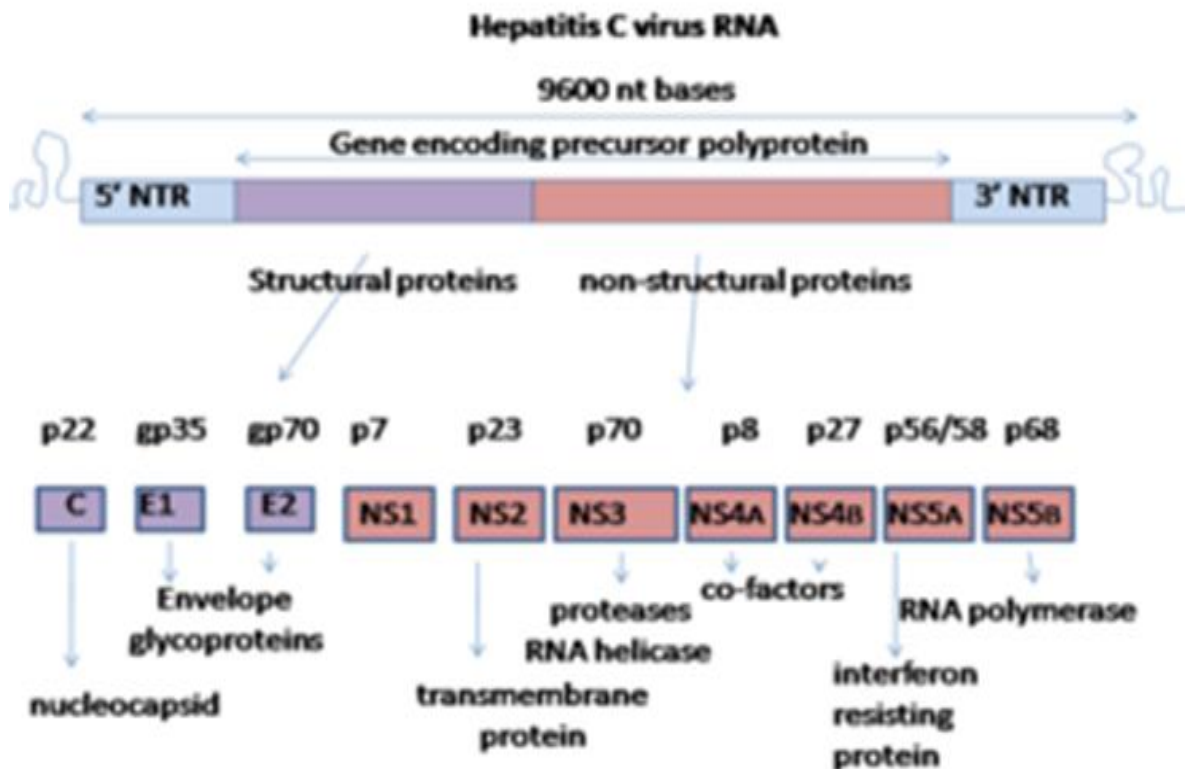 Hepatitis C virus RNA
9600 nt bases
Gene encoding precursor polyprotein
5’ NTR 3’ NTR
Structural proteins non-structural proteins
p22 gp35 gp70 p7 p23 p70 p8 p27 p56/58 p68
C E1 E2 NS1 NS2 NS3 NS4A NS4B NS5A NS5B
Envelope
glycoproteins
nucleocapsid
transmembrane
protein
proteases
RNA helicase
co-factors
interferon
resisting
protein
RNA polymerase